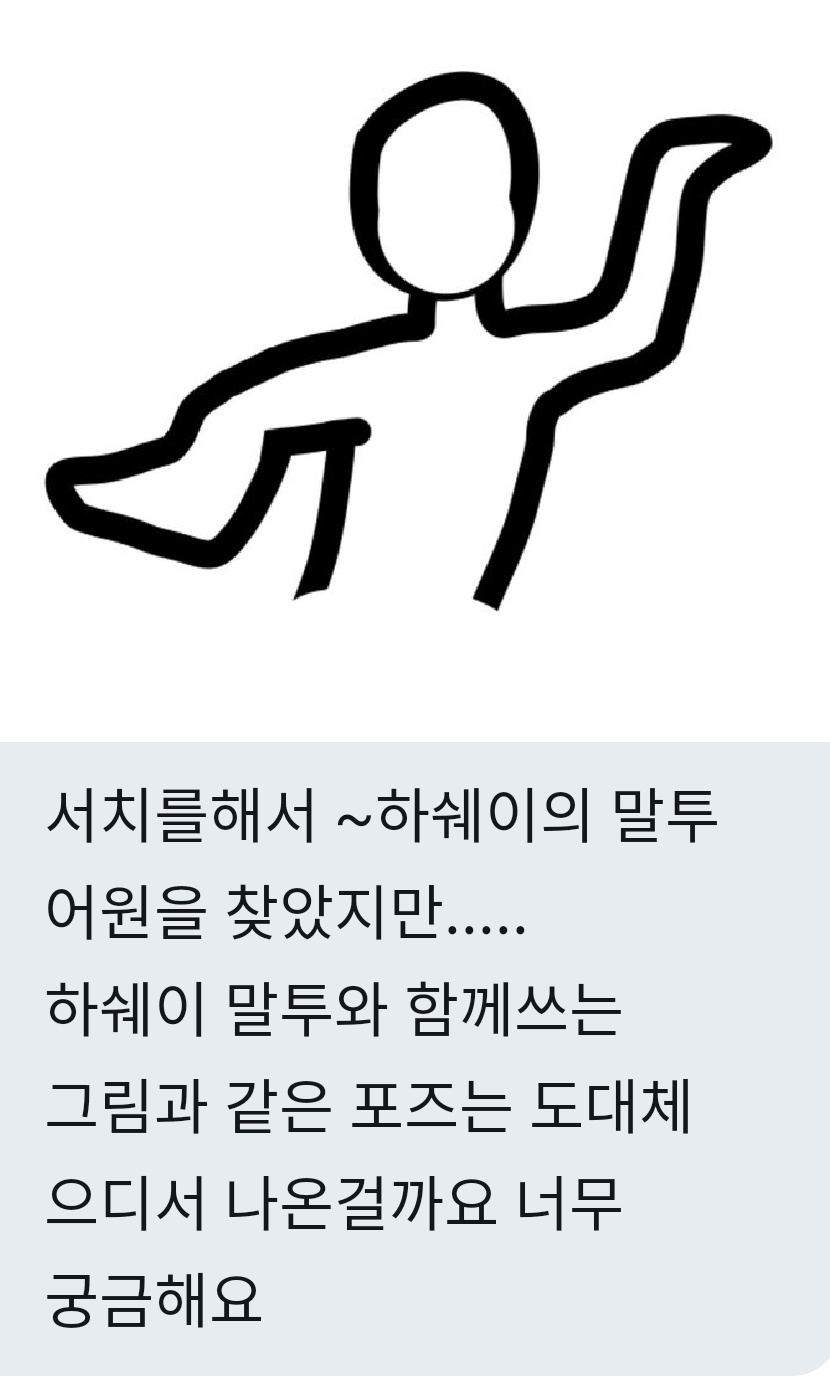 서치를해서 ~하쉐이의 말투
어원을 찾았지만.....
하쉐이 말투와 함께쓰는
그림과 같은 포즈는 도대체
으디서 나온걸까요 너무
궁금해요